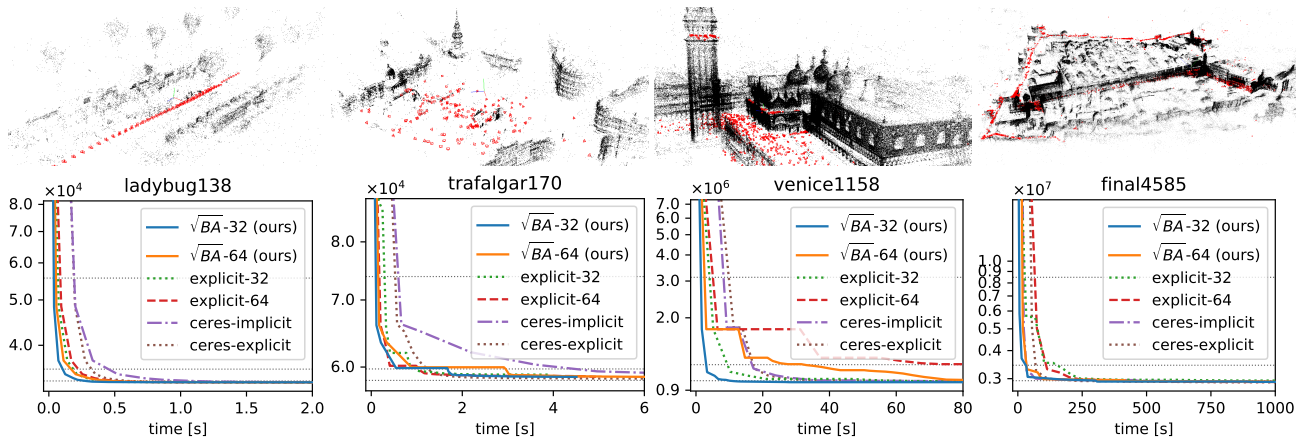 ladybug138
×10⁴
8.0
7.0
6.0
5.0
4.0
√BA-32 (ours)
√BA-64 (ours)
explicit-32
explicit-64
ceres-implicit
ceres-explicit
0.0 0.5 1.0 1.5 2.0
time [s]
trafalgar170
×10⁴
8.0
7.0
6.0
√BA-32 (ours)
√BA-64 (ours)
explicit-32
explicit-64
ceres-implicit
ceres-explicit
0 2 4 6
time [s]
venice1158
×10⁶
7.0
6.0
5.0
4.0
3.0
2.0
0.9
√BA-32 (ours)
√BA-64 (ours)
explicit-32
explicit-64
ceres-implicit
ceres-explicit
0 20 40 60 80
time [s]
final4585
×10⁷
1.0
0.9
0.8
0.7
0.6
0.5
0.4
0.3
√BA-32 (ours)
√BA-64 (ours)
explicit-32
explicit-64
ceres-implicit
ceres-explicit
0 250 500 750 1000
time [s]